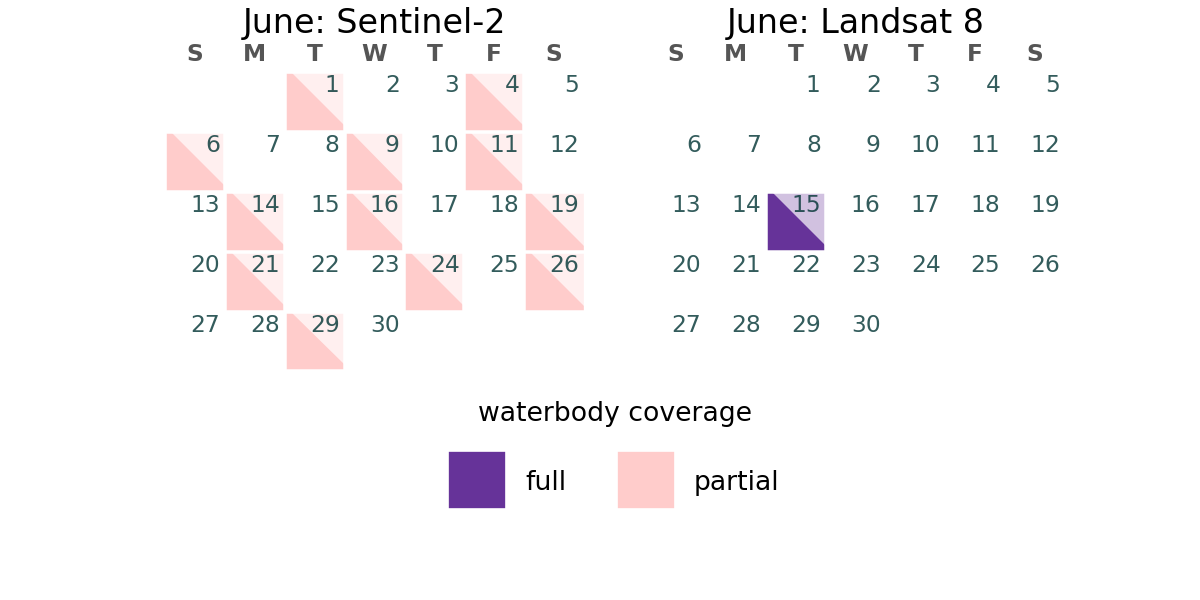 June: Sentinel-2
S M T W T F S
1 2 3 4 5
6 7 8 9 10 11 12
13 14 15 16 17 18 19
20 21 22 23 24 25 26
27 28 29 30
June: Landsat 8
S M T W T F S
1 2 3 4 5
6 7 8 9 10 11 12
13 14 15 16 17 18 19
20 21 22 23 24 25 26
27 28 29 30
waterbody coverage
full
partial